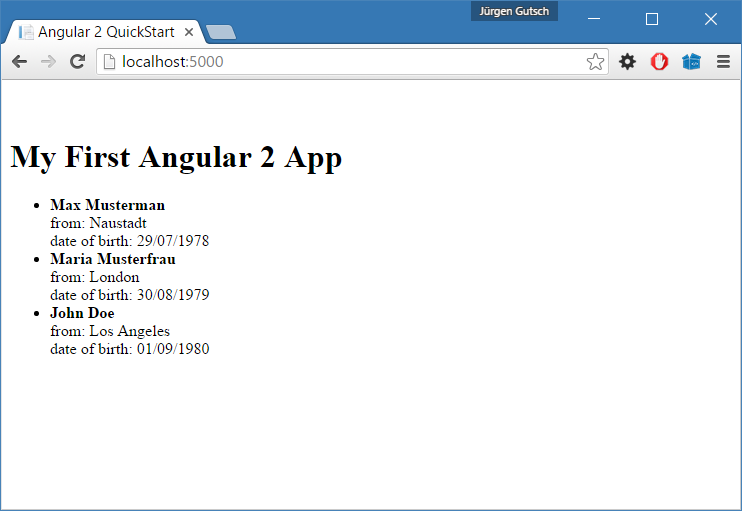 Jürgen Gutsch
Angular 2 QuickStart
localhost:5000
My First Angular 2 App
Max Musterman
from: Naustadt
date of birth: 29/07/1978
Maria Musterfrau
from: London
date of birth: 30/08/1979
John Doe
from: Los Angeles
date of birth: 01/09/1980